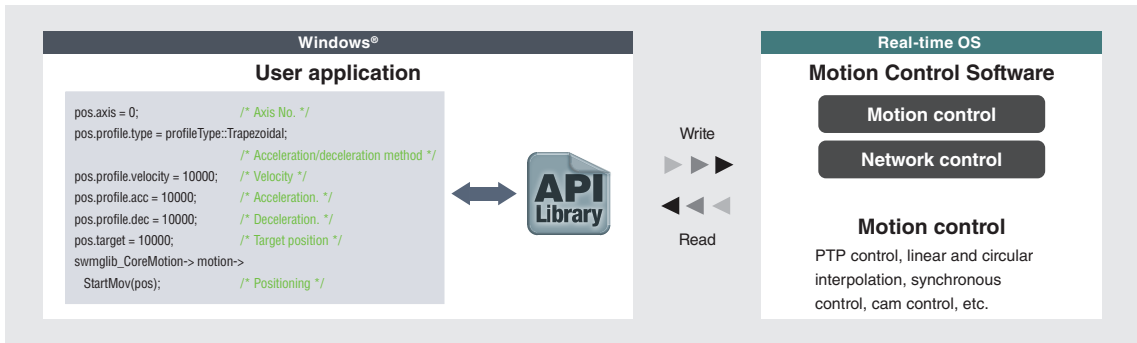 Windows®
User application
pos.axis = 0; /* Axis No. */
pos.profile.type = profileType::Trapezoidal;
/* Acceleration/deceleration method */
pos.profile.velocity = 10000; /* Velocity */
pos.profile.acc = 10000; /* Acceleration. */
pos.profile.dec = 10000; /* Deceleration. */
pos.target = 10000; /* Target position */
swmglib_CoreMotion-> motion->
StartMov(pos); /* Positioning */
API
Library
Write
Read
Real-time OS
Motion Control Software
Motion control
Network control
Motion control
PTP control, linear and circular
interpolation, synchronous
control, cam control, etc.